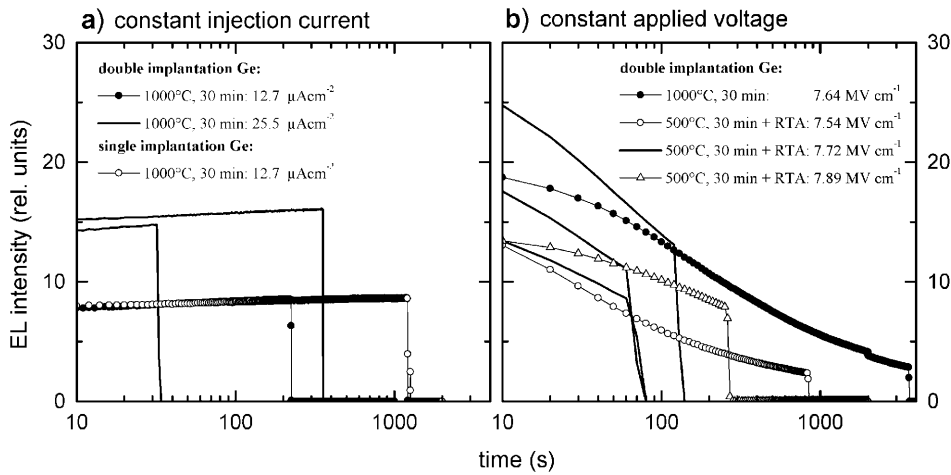 a) constant injection current
b) constant applied voltage
30
double implantation Ge:
1000°C, 30 min: 12.7 µAcm-2
1000°C, 30 min: 25.5 µAcm-2
single implantation Ge:
1000°C, 30 min: 12.7 µAcm-2
double implantation Ge:
1000°C, 30 min: 7.64 MV cm-1
500°C, 30 min + RTA: 7.54 MV cm-1
500°C, 30 min + RTA: 7.72 MV cm-1
500°C, 30 min + RTA: 7.89 MV cm-1
30
20
20
10
10
0
0
EL intensity (rel. units)
10
100
1000
10
100
1000
time (s)